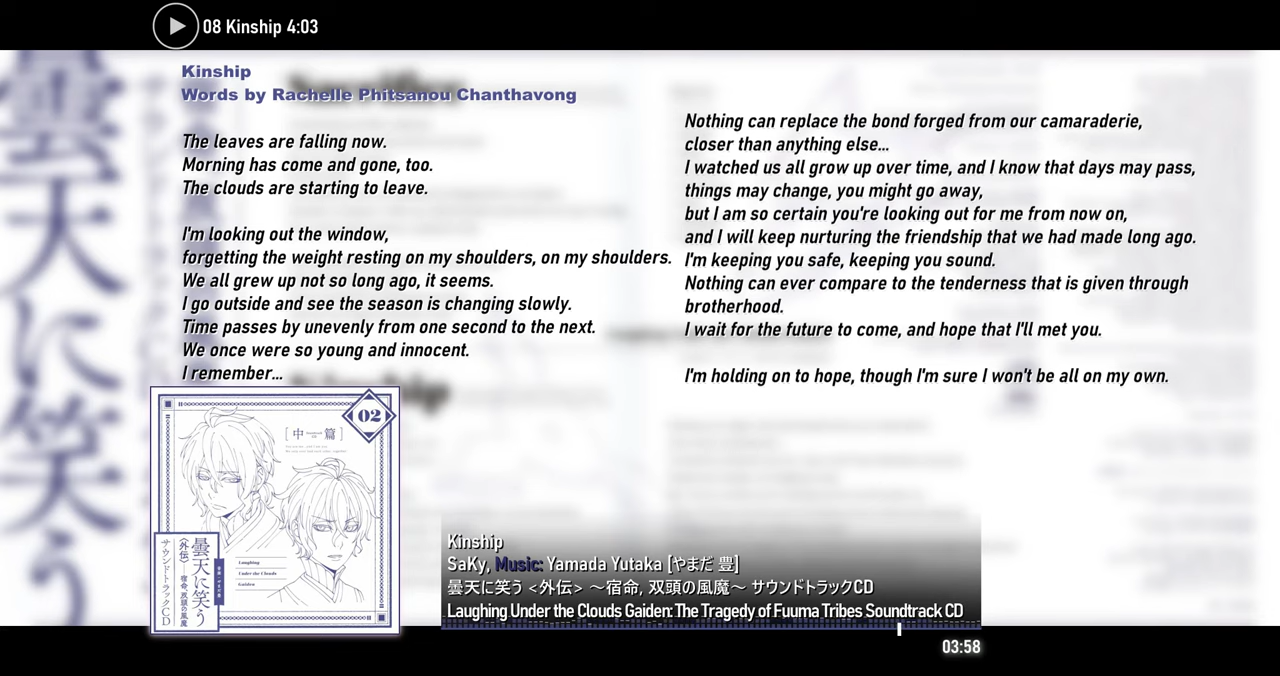 08 Kinship 4:03
Kinship
Words by Rachelle Phitsanou Chanthavong
The leaves are falling now.
Morning has come and gone, too.
The clouds are starting to leave.
I'm looking out the window,
forgetting the weight resting on my shoulders, on my shoulders.
We all grew up not so long ago, it seems.
I go outside and see the season is changing slowly.
Time passes by unevenly from one second to the next.
We once were so young and innocent.
I remember...
Nothing can replace the bond forged from our camaraderie,
closer than anything else...
I watched us all grow up over time, and I know that days may pass,
things may change, you might go away,
but I am so certain you're looking out for me from now on,
and I will keep nurturing the friendship that we had made long ago.
I'm keeping you safe, keeping you sound.
Nothing can ever compare to the tenderness that is given through
brotherhood.
I wait for the future to come, and hope that I'll met you.
I'm holding on to hope, though I'm sure I won't be all on my own.
曇天に笑う
02
[中篇]
曇天に笑う
〈外伝〉
宿命、双頭の風魔
サウンドトラックCD
Laughing
Under the Clouds
Gaiden
Kinship
SaKy, Music: Yamada Yutaka [やまだ 豊]
曇天に笑う <外伝> ～宿命, 双頭の風魔～ サウンドトラックCD
Laughing Under the Clouds Gaiden: The Tragedy of Fuuma Tribes Soundtrack CD
03:58